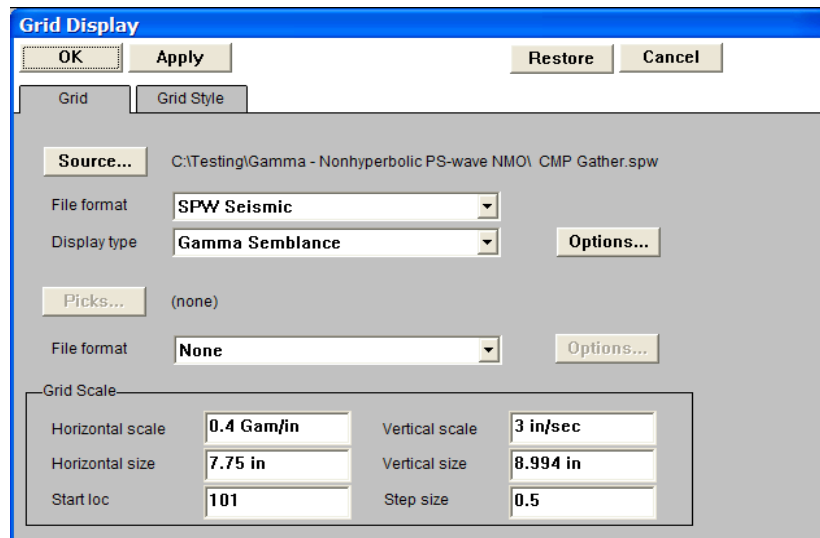 Grid Display
OK Apply Restore Cancel
Grid Grid Style
Source... C:\Testing\Gamma - Nonhyperbolic PS-wave NMO\ CMP Gather.spw
File format SPW Seismic
Display type Gamma Semblance Options...
Picks... (none)
File format None Options...
Grid Scale
Horizontal scale 0.4 Gam/in Vertical scale 3 in/sec
Horizontal size 7.75 in Vertical size 8.994 in
Start loc 101 Step size 0.5